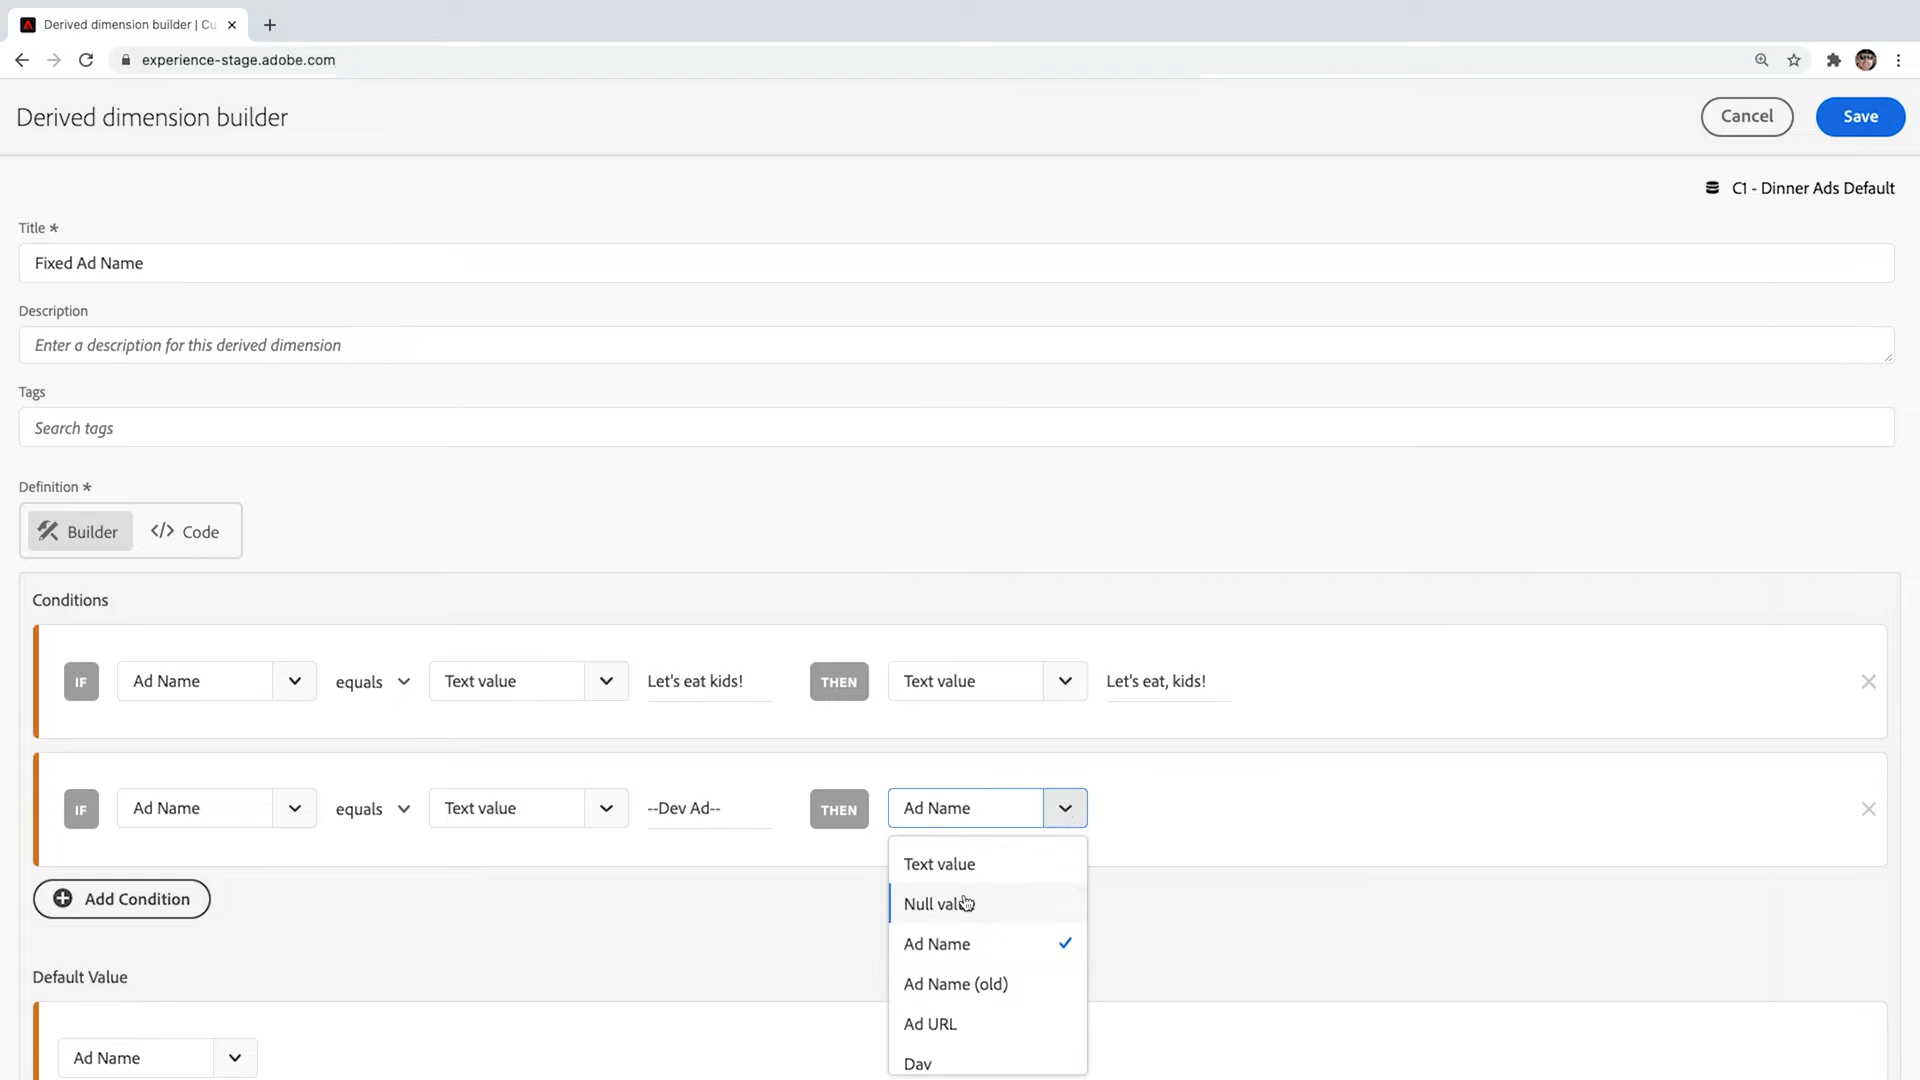 Derived dimension builder | Cu
experience-stage.adobe.com
Derived dimension builder
Cancel
Save
C1 - Dinner Ads Default
Title *
Fixed Ad Name
Description
Enter a description for this derived dimension
Tags
Search tags
Definition *
Builder
</> Code
Conditions
IF Ad Name equals Text value Let's eat kids! THEN Text value Let's eat, kids!
IF Ad Name equals Text value --Dev Ad-- THEN Ad Name
Text value
Null value
Ad Name
Ad Name (old)
Ad URL
Day
Add Condition
Default Value
Ad Name